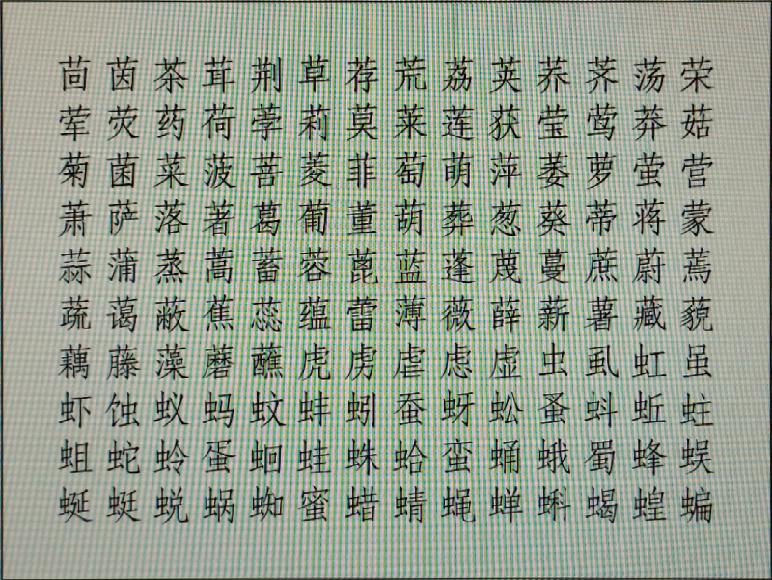 茴茵茶茸荆草荐荒荔英荞荠荡荣
荤荧药荷荸莉莫莱莲获莹莺莽菇
菊菌菜菠菩菱菲萄萌萍萎萝萤营
萧萨落著葛葡董葫葬葱葵蒂蒋蒙
蒜蒲蒸蒿蓄蓉蓖蓝蓬蔑蔓蔗蔚蔫
蔬蔼蔽蕉蕊蕴蕾薄薇薛薪薯藏藐
藕藤藻蘑蘸虎虏虐虑虚虫虱虹虽
虾蚀蚁蚂蚊蚌蚓蚕蚜蚣蚤蚪蚯蛀
蛆蛇蛉蛋蛔蛙蛛蛤蛮蛹蛾蜀蜂蜈
蜒蜓蜕蜗蜘蜜蜡蜻蝇蝉蝌蝎蝗蝙